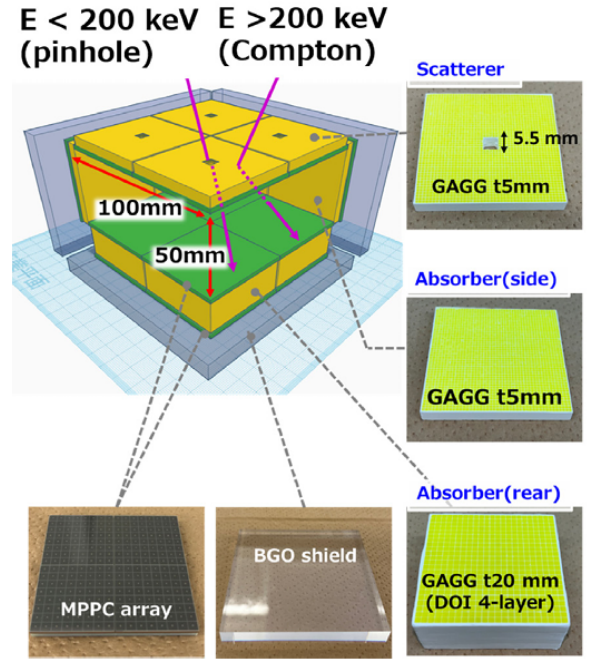 E < 200 keV
(pinhole)
E >200 keV
(Compton)
Scatterer
5.5 mm
GAGG t5mm
100mm
50mm
Absorber(side)
GAGG t5mm
Absorber(rear)
GAGG t20 mm
(DOI 4-layer)
MPPC array
BGO shield